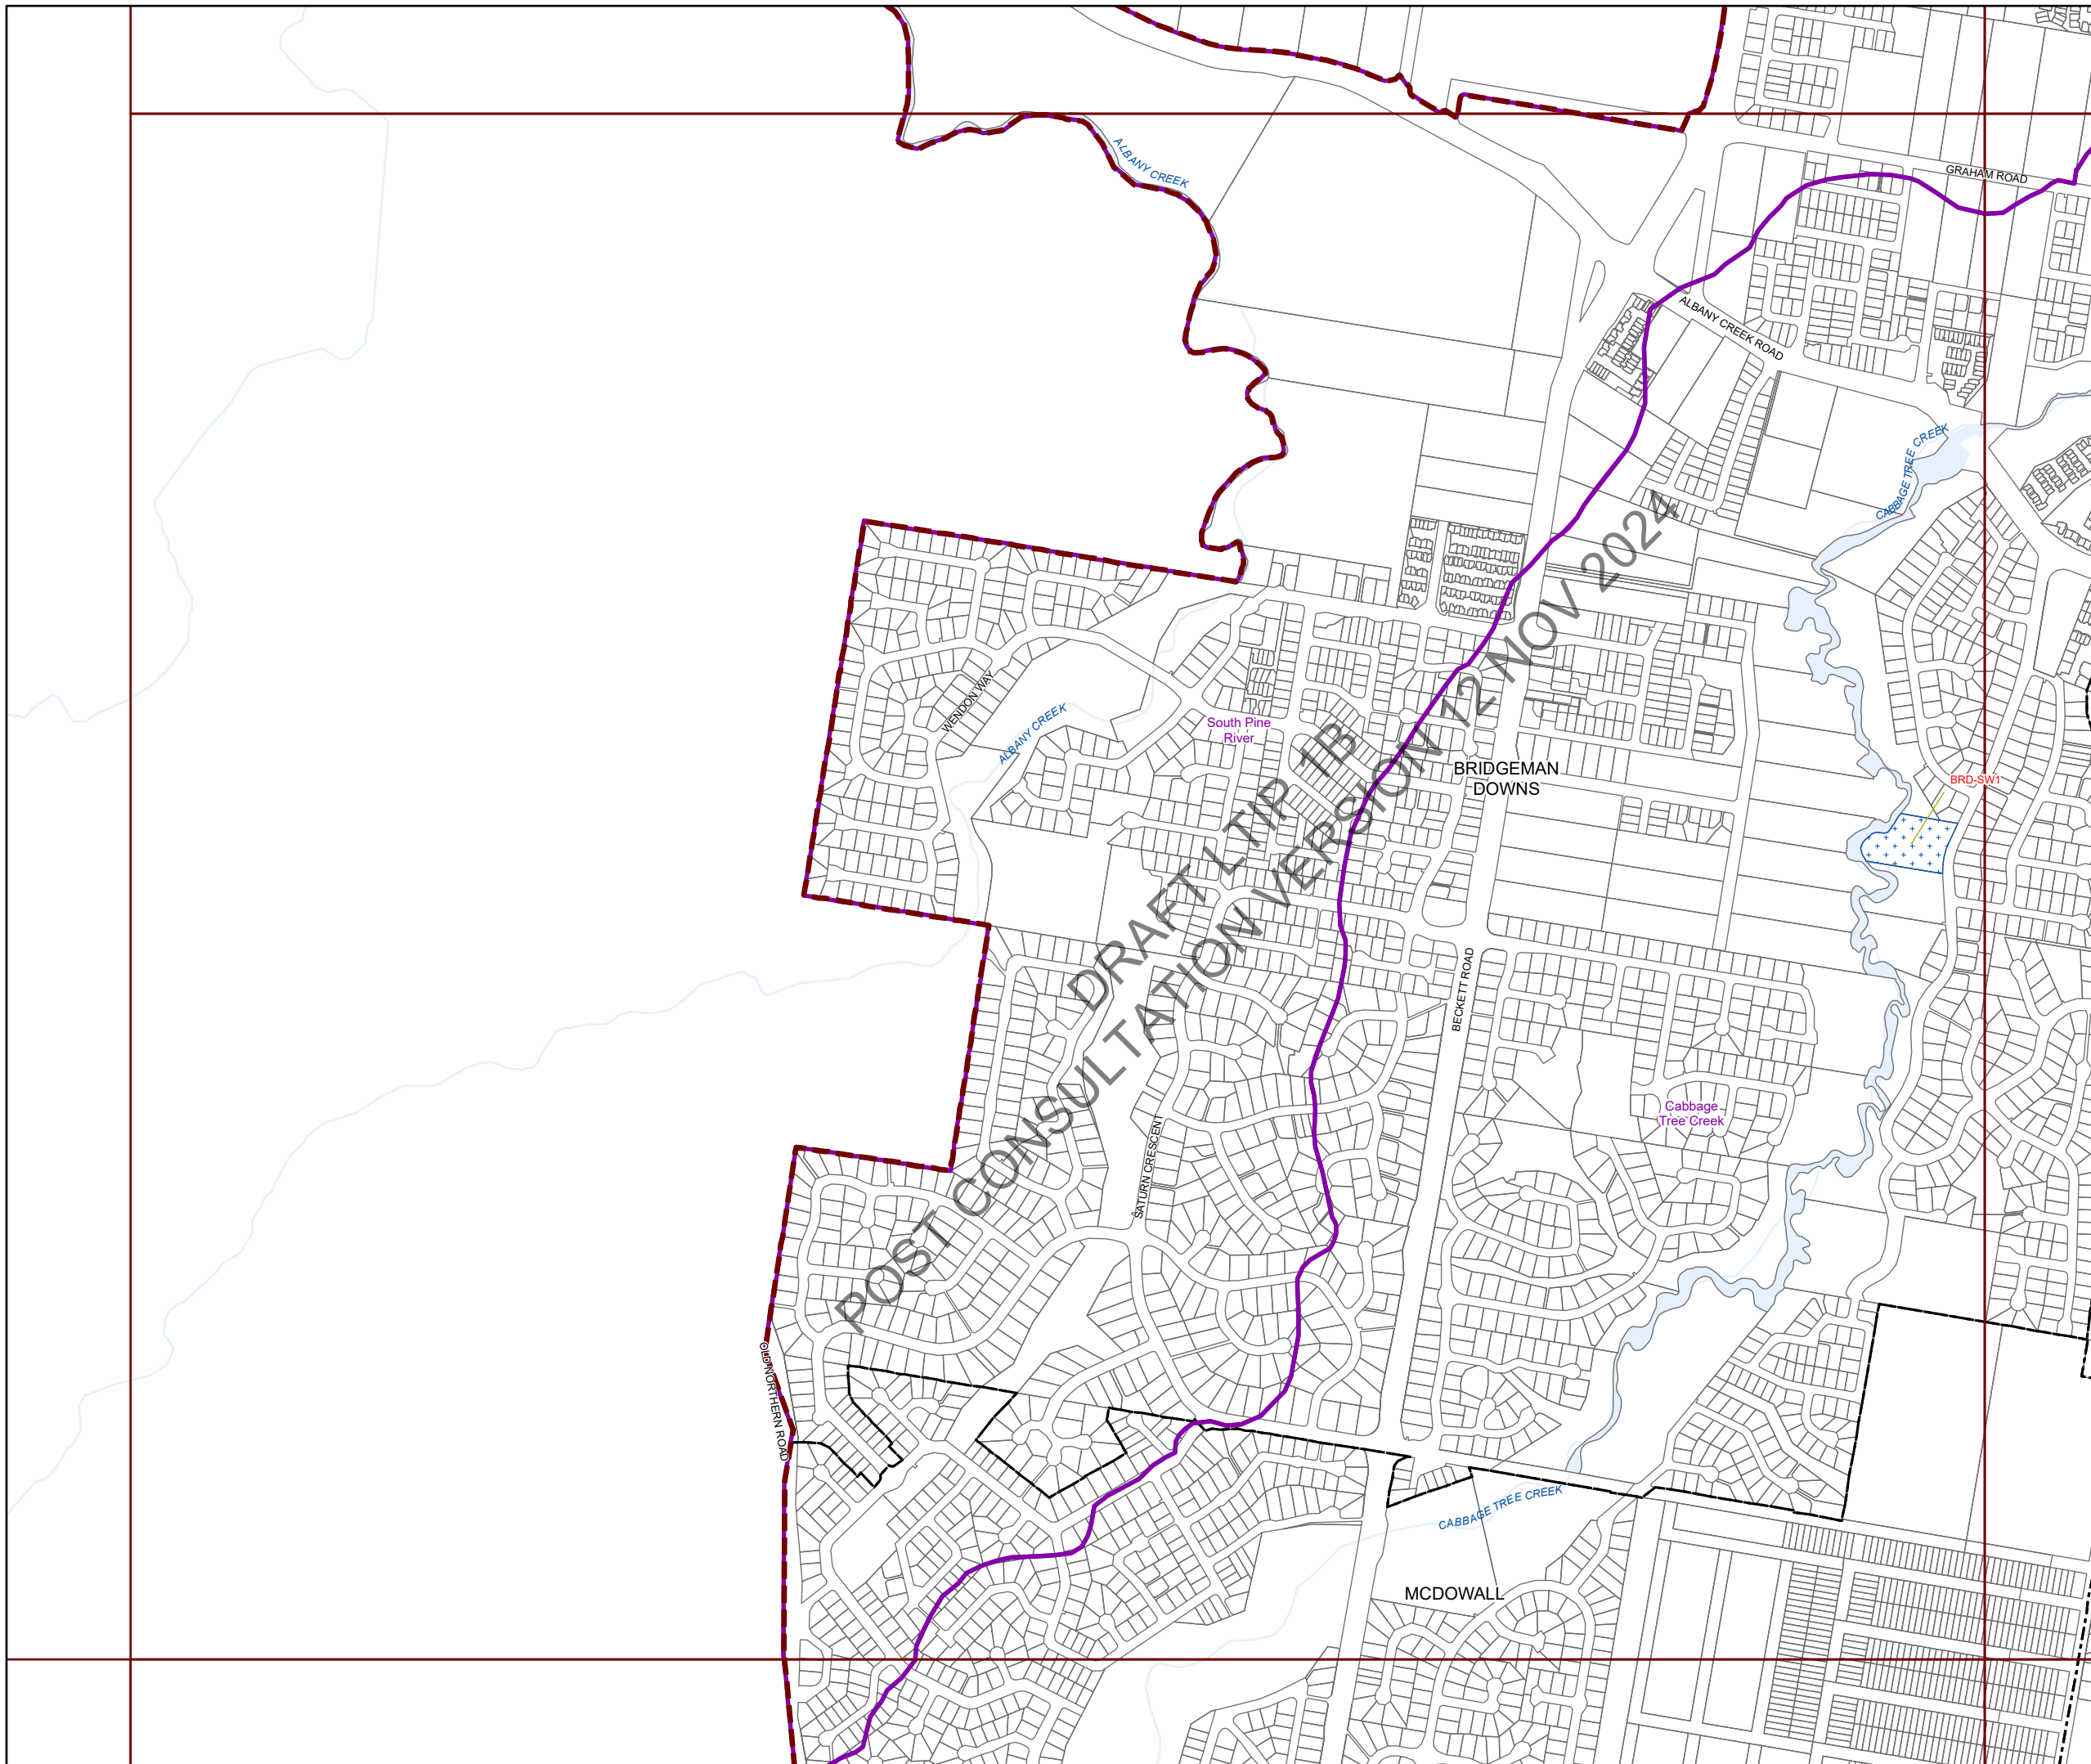 ALBANY CREEK
GRAHAM ROAD
ALBANY CREEK ROAD
CABBAGE TREE CREEK
WENDON WAY
ALBANY CREEK
South Pine
River
BRIDGEMAN
DOWNS
BRD-SW1
DRAFT LTIP 1B
POST CONSULTATION VERSION 12 NOV 2024
BECKETT ROAD
Cabbage
Tree Creek
SATURN CRESCENT
OLD NORTHERN ROAD
CABBAGE TREE CREEK
MCDOWALL